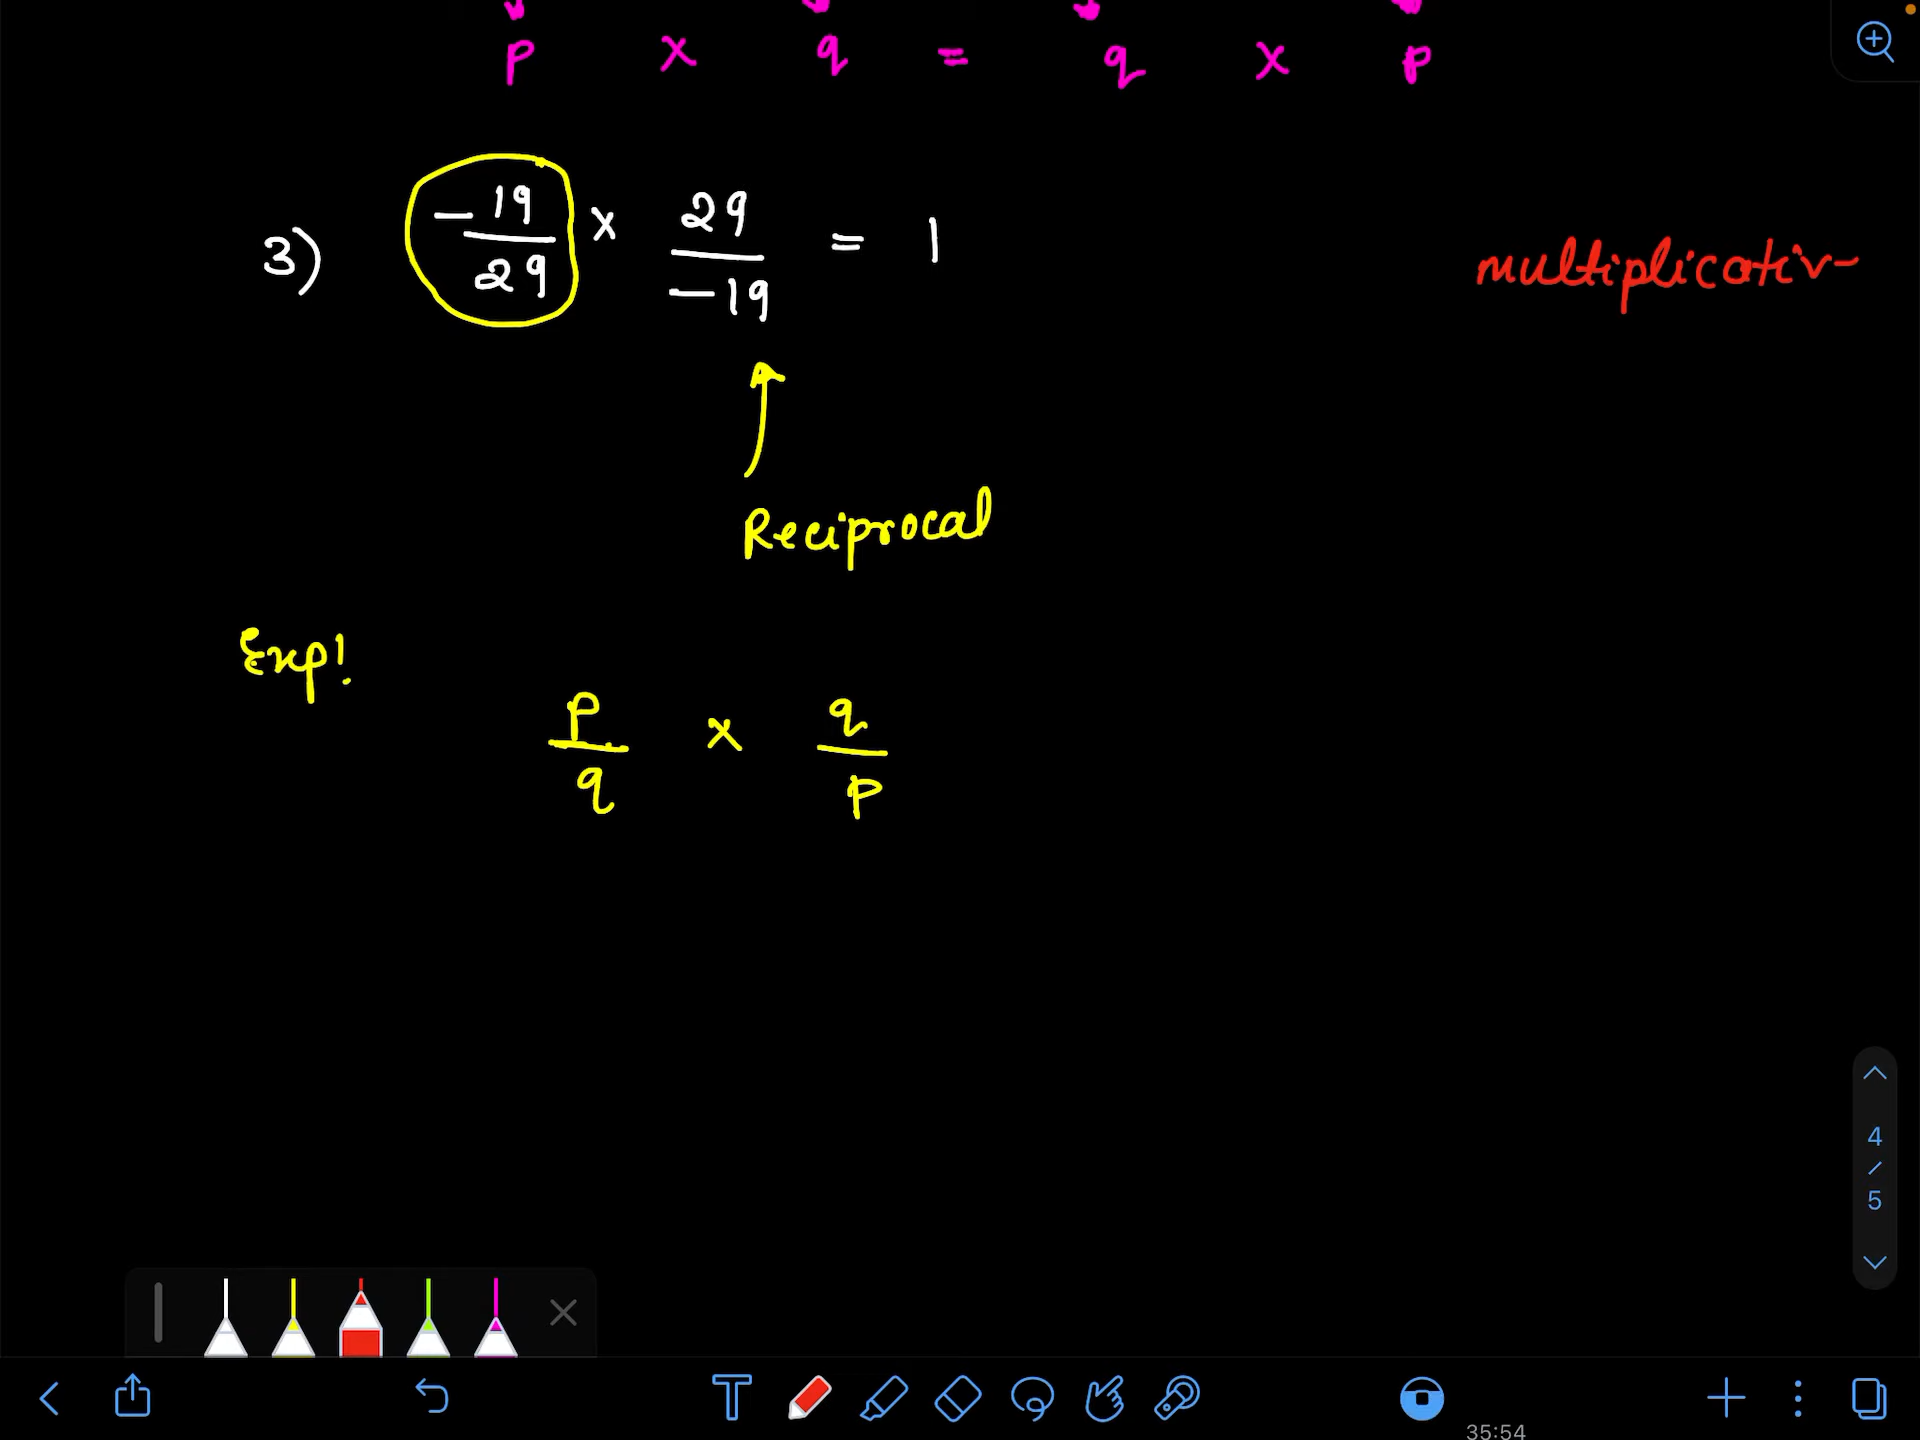 p × q = q × p
3) -19/29 × 29/-19 = 1
multiplicativ
Reciprocal
Exp!
p/q × q/p
4
/
5
35:54